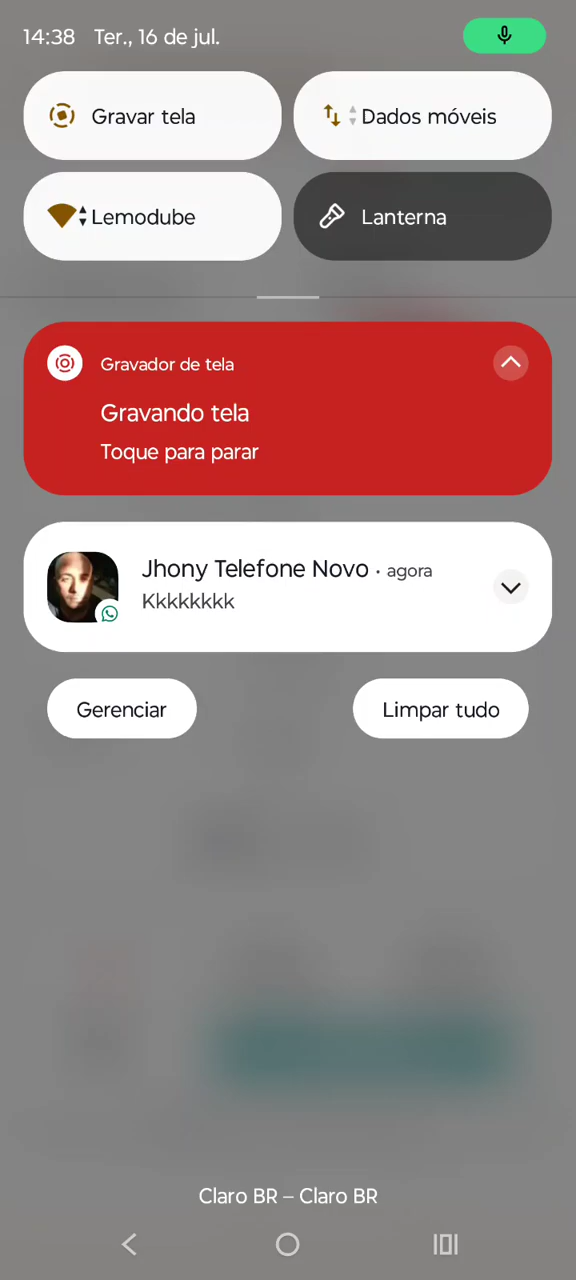 14:38 Ter., 16 de jul.
Gravar tela
Dados móveis
Lemodube
Lanterna
Gravador de tela
Gravando tela
Toque para parar
Jhony Telefone Novo · agora
Kkkkkkkk
Gerenciar
Limpar tudo
Claro BR – Claro BR